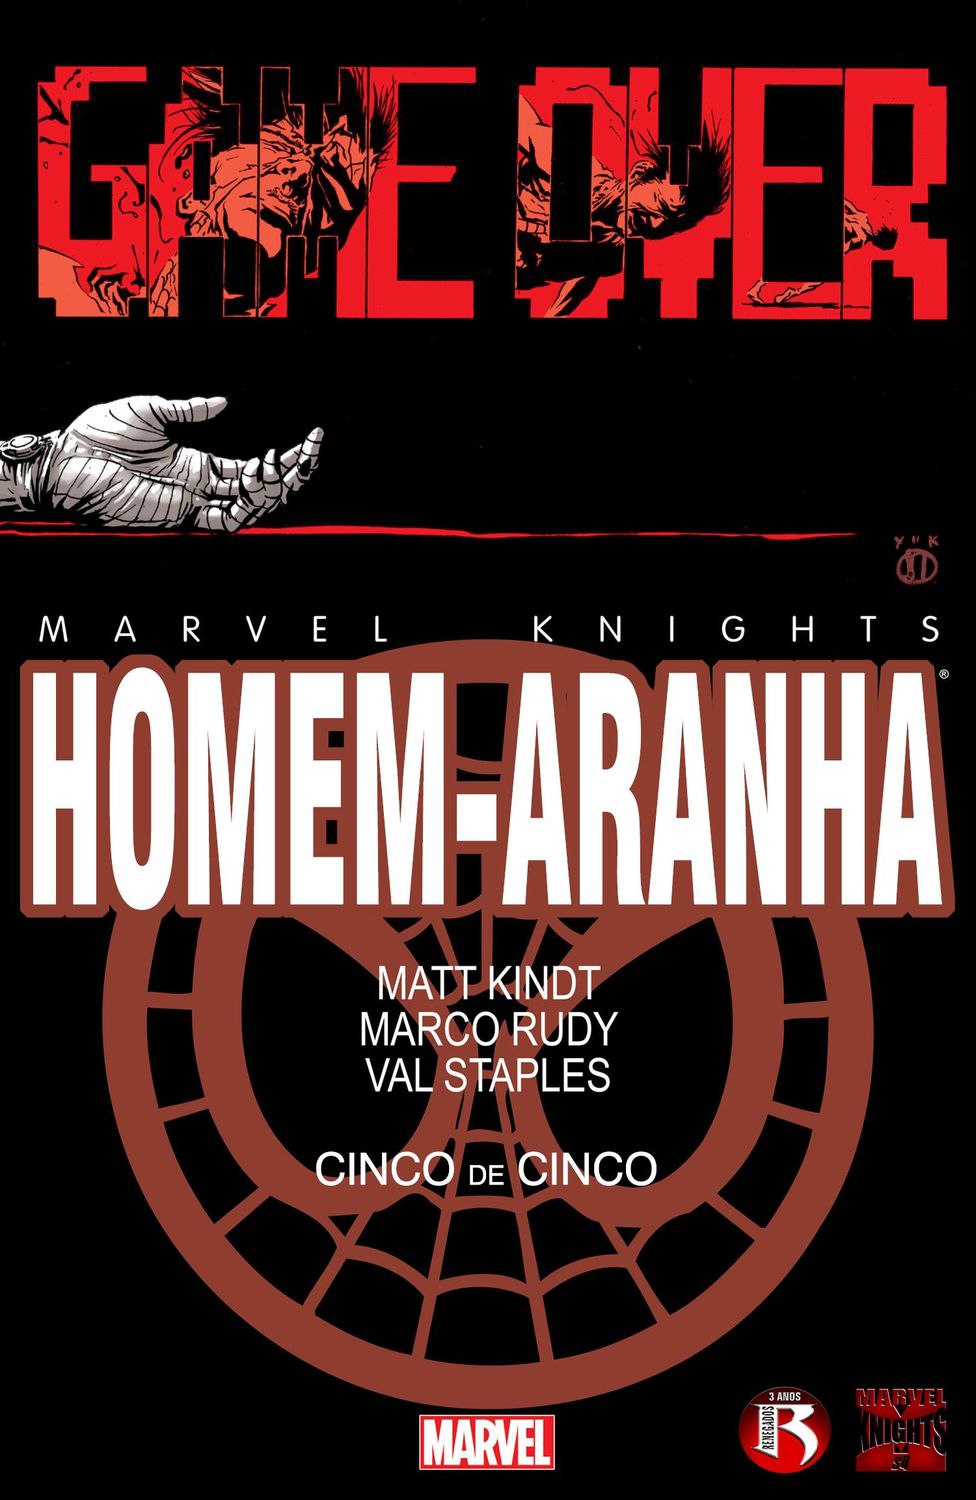 GAME OVER
MARVEL KNIGHTS
HOMEM-ARANHA®
MATT KINDT
MARCO RUDY
VAL STAPLES
CINCO DE CINCO
MARVEL
3 ANOS
RENEGADOS
R
MARVEL
KNIGHTS